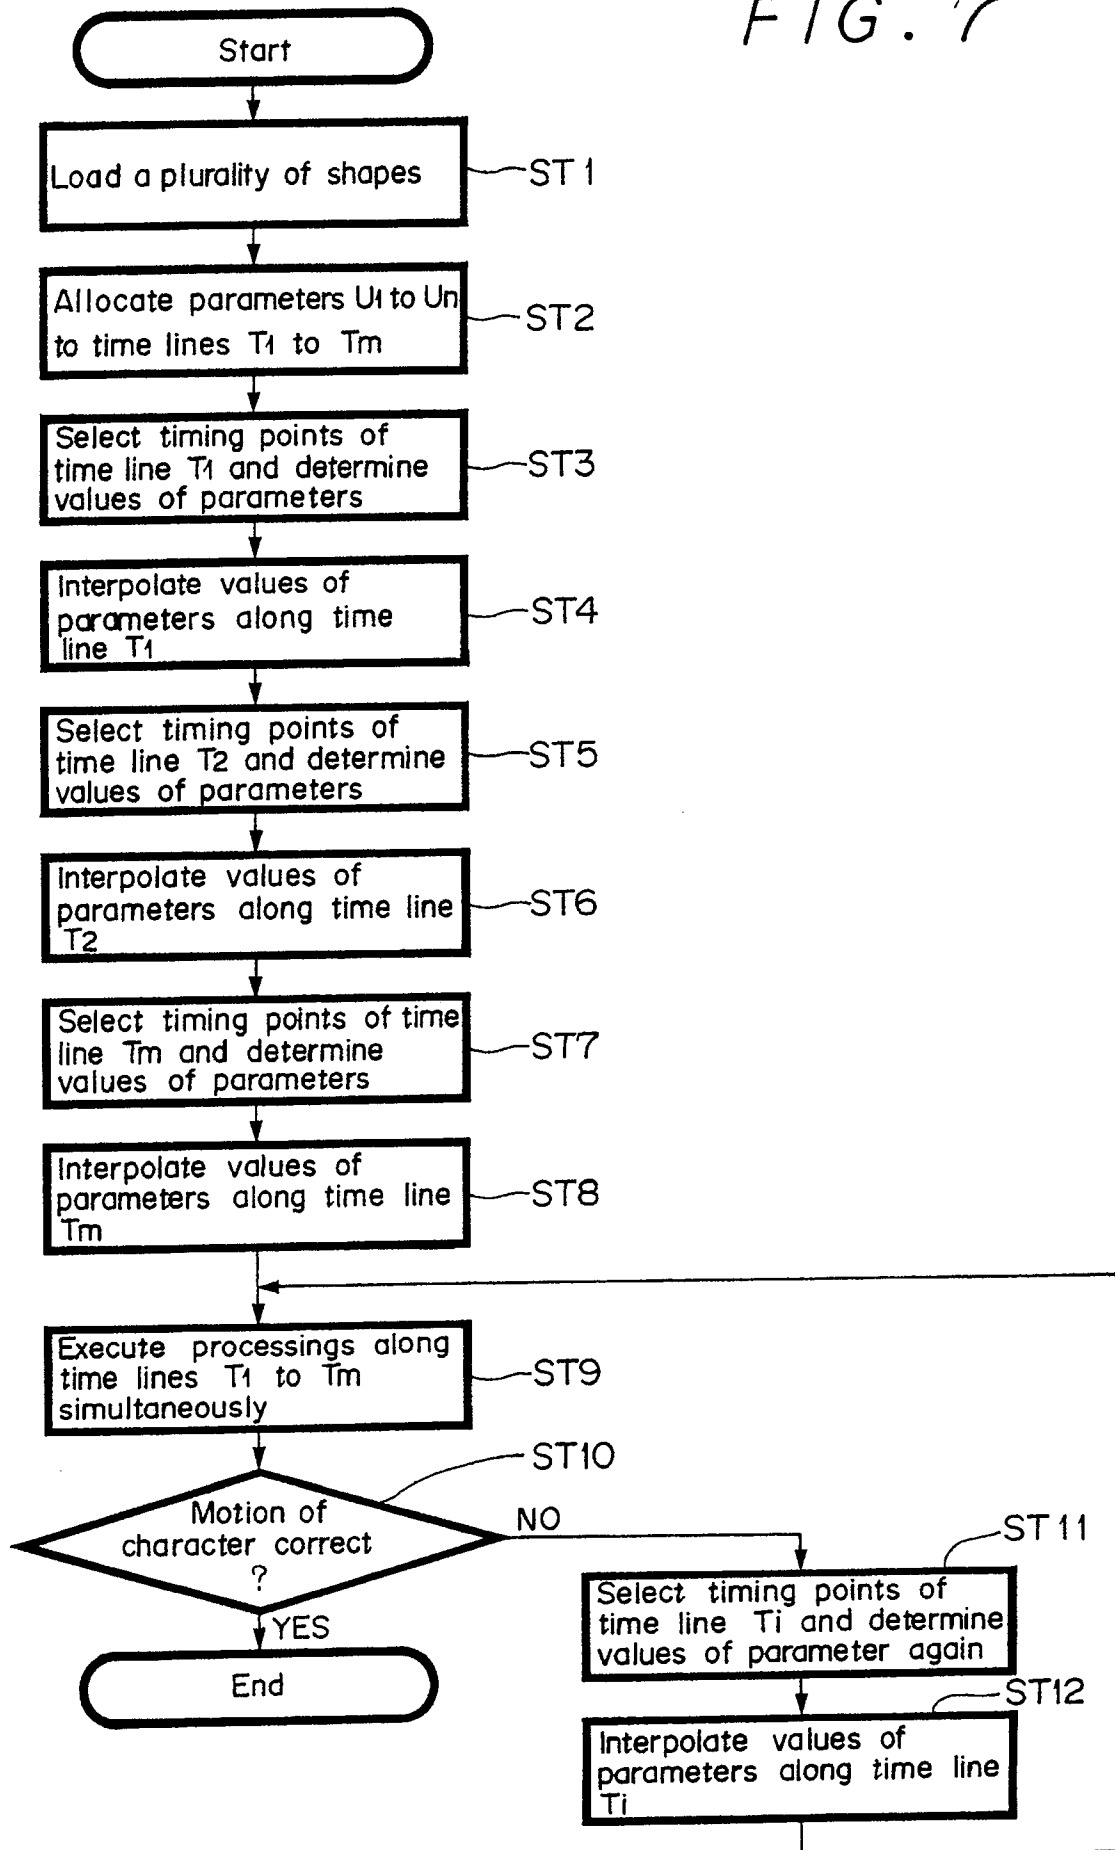 FIG. 7
Start
Load a plurality of shapes
ST1
Allocate parameters U1 to Un
to time lines T1 to Tm
ST2
Select timing points of
time line T1 and determine
values of parameters
ST3
Interpolate values of
parameters along time
line T1
ST4
Select timing points of
time line T2 and determine
values of parameters
ST5
Interpolate values of
parameters along time line
T2
ST6
Select timing points of time
line Tm and determine
values of parameters
ST7
Interpolate values of
parameters along time line
Tm
ST8
Execute processings along
time lines T1 to Tm
simultaneously
ST9
ST10
Motion of
character correct
?
NO
YES
End
ST11
Select timing points of
time line Ti and determine
values of parameter again
ST12
Interpolate values of
parameters along time line
Ti